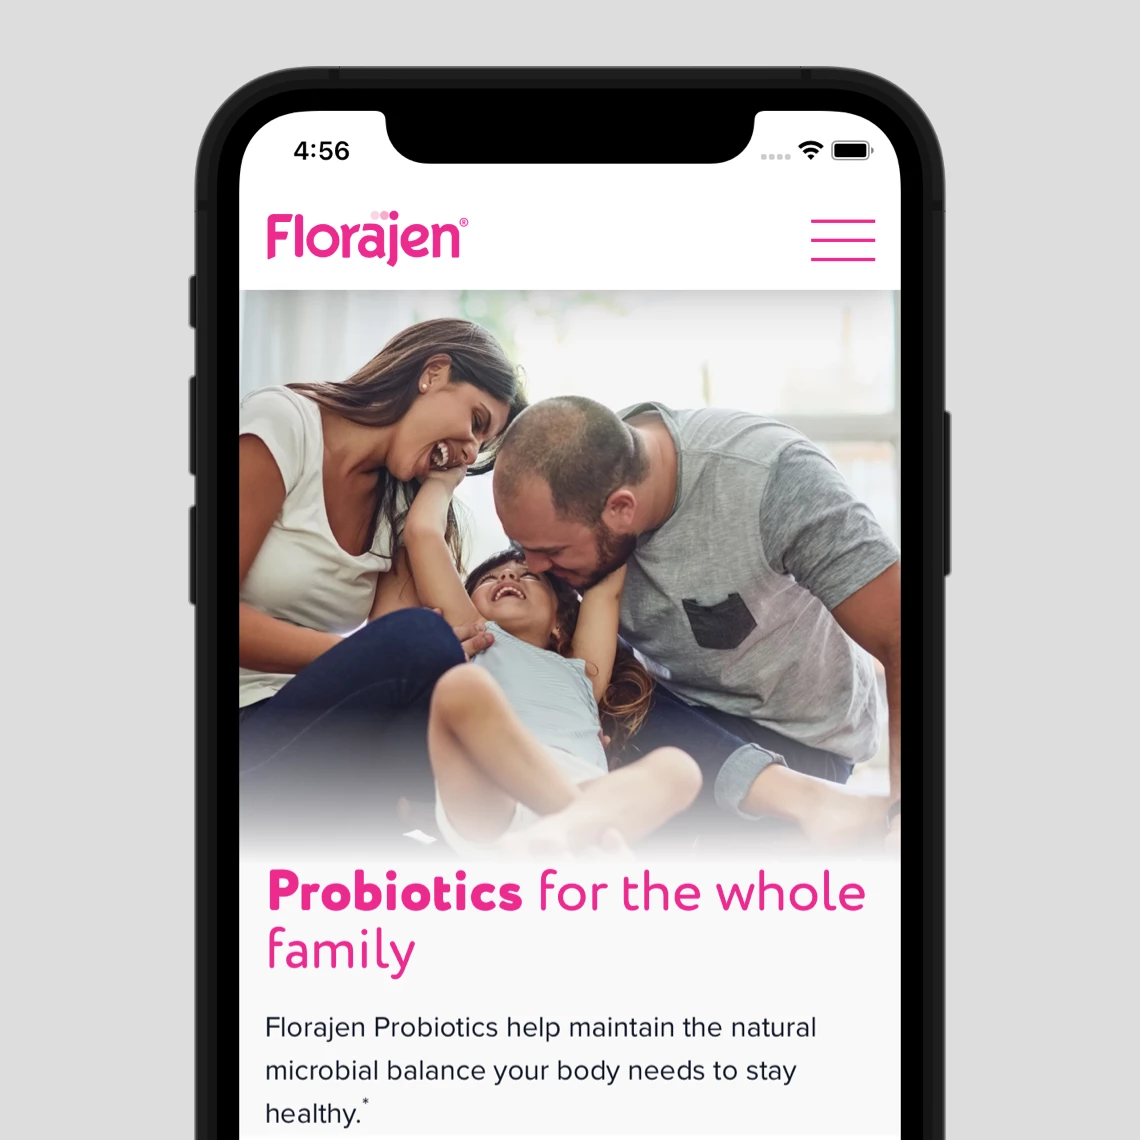 4:56
Florajen®
Probiotics for the whole
family
Florajen Probiotics help maintain the natural
microbial balance your body needs to stay
healthy.*